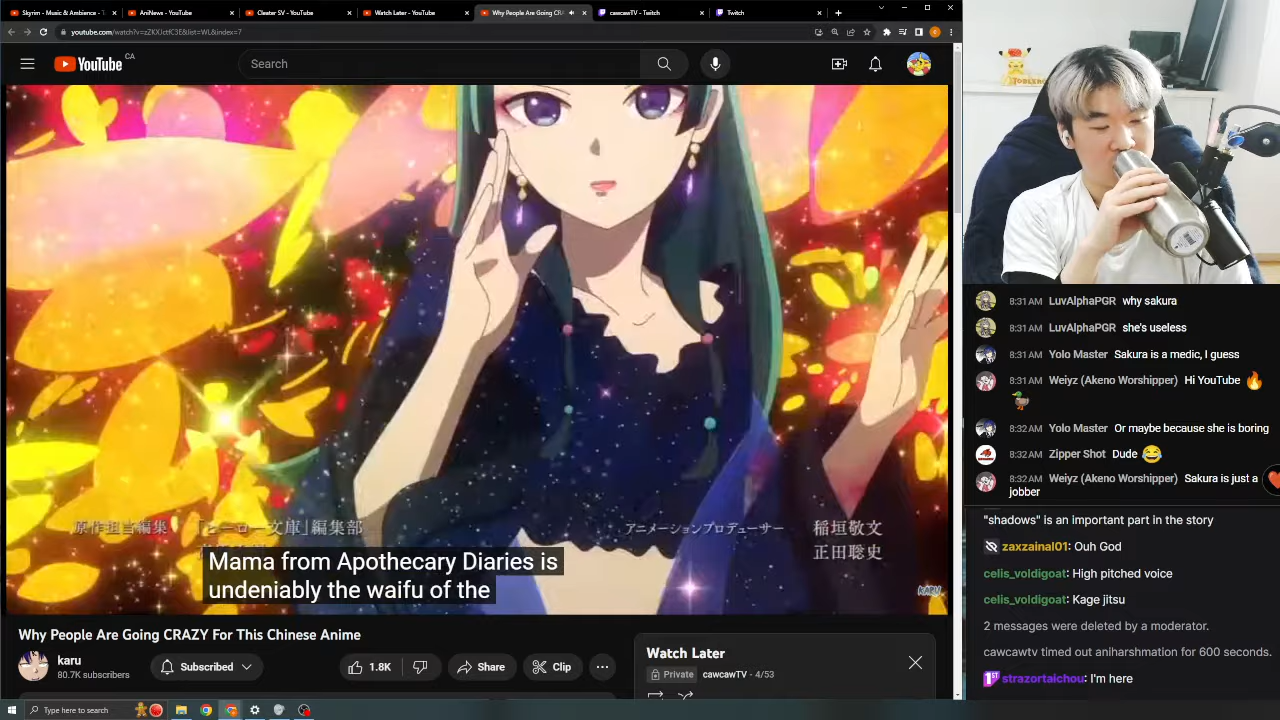 Skyrim - Music & Ambience -
AniNews - YouTube
Cleater SV - YouTube
Watch Later - YouTube
Why People Are Going CR
cawcawTV - Twitch
Twitch
youtube.com/watch?v=zZKXJctfC3E&list=WL&index=7
YouTube CA
Search
原作担当編集
「ヒーロー文庫」編集部
アニメーションプロデューサー
稲垣敬文
正田聡史
Mama from Apothecary Diaries is
undeniably the waifu of the
KARU
Why People Are Going CRAZY For This Chinese Anime
karu
80.7K subscribers
Subscribed
1.8K
Share
Clip
Watch Later
Private
cawcawTV - 4/53
Type here to search
TOBLERO
8:31 AM LuvAlphaPGR why sakura
8:31 AM LuvAlphaPGR she's useless
8:31 AM Yolo Master Sakura is a medic, I guess
8:31 AM Weiyz (Akeno Worshipper) Hi YouTube 🔥
🦆
8:32 AM Yolo Master Or maybe because she is boring
8:32 AM Zipper Shot Dude 😂
8:32 AM Weiyz (Akeno Worshipper) Sakura is just a
jobber
"shadows" is an important part in the story
zaxzainal01: Ouh God
celis_voldigoat: High pitched voice
celis_voldigoat: Kage jitsu
2 messages were deleted by a moderator.
cawcawtv timed out aniharshmation for 600 seconds.
1ST strazortaichou: I'm here